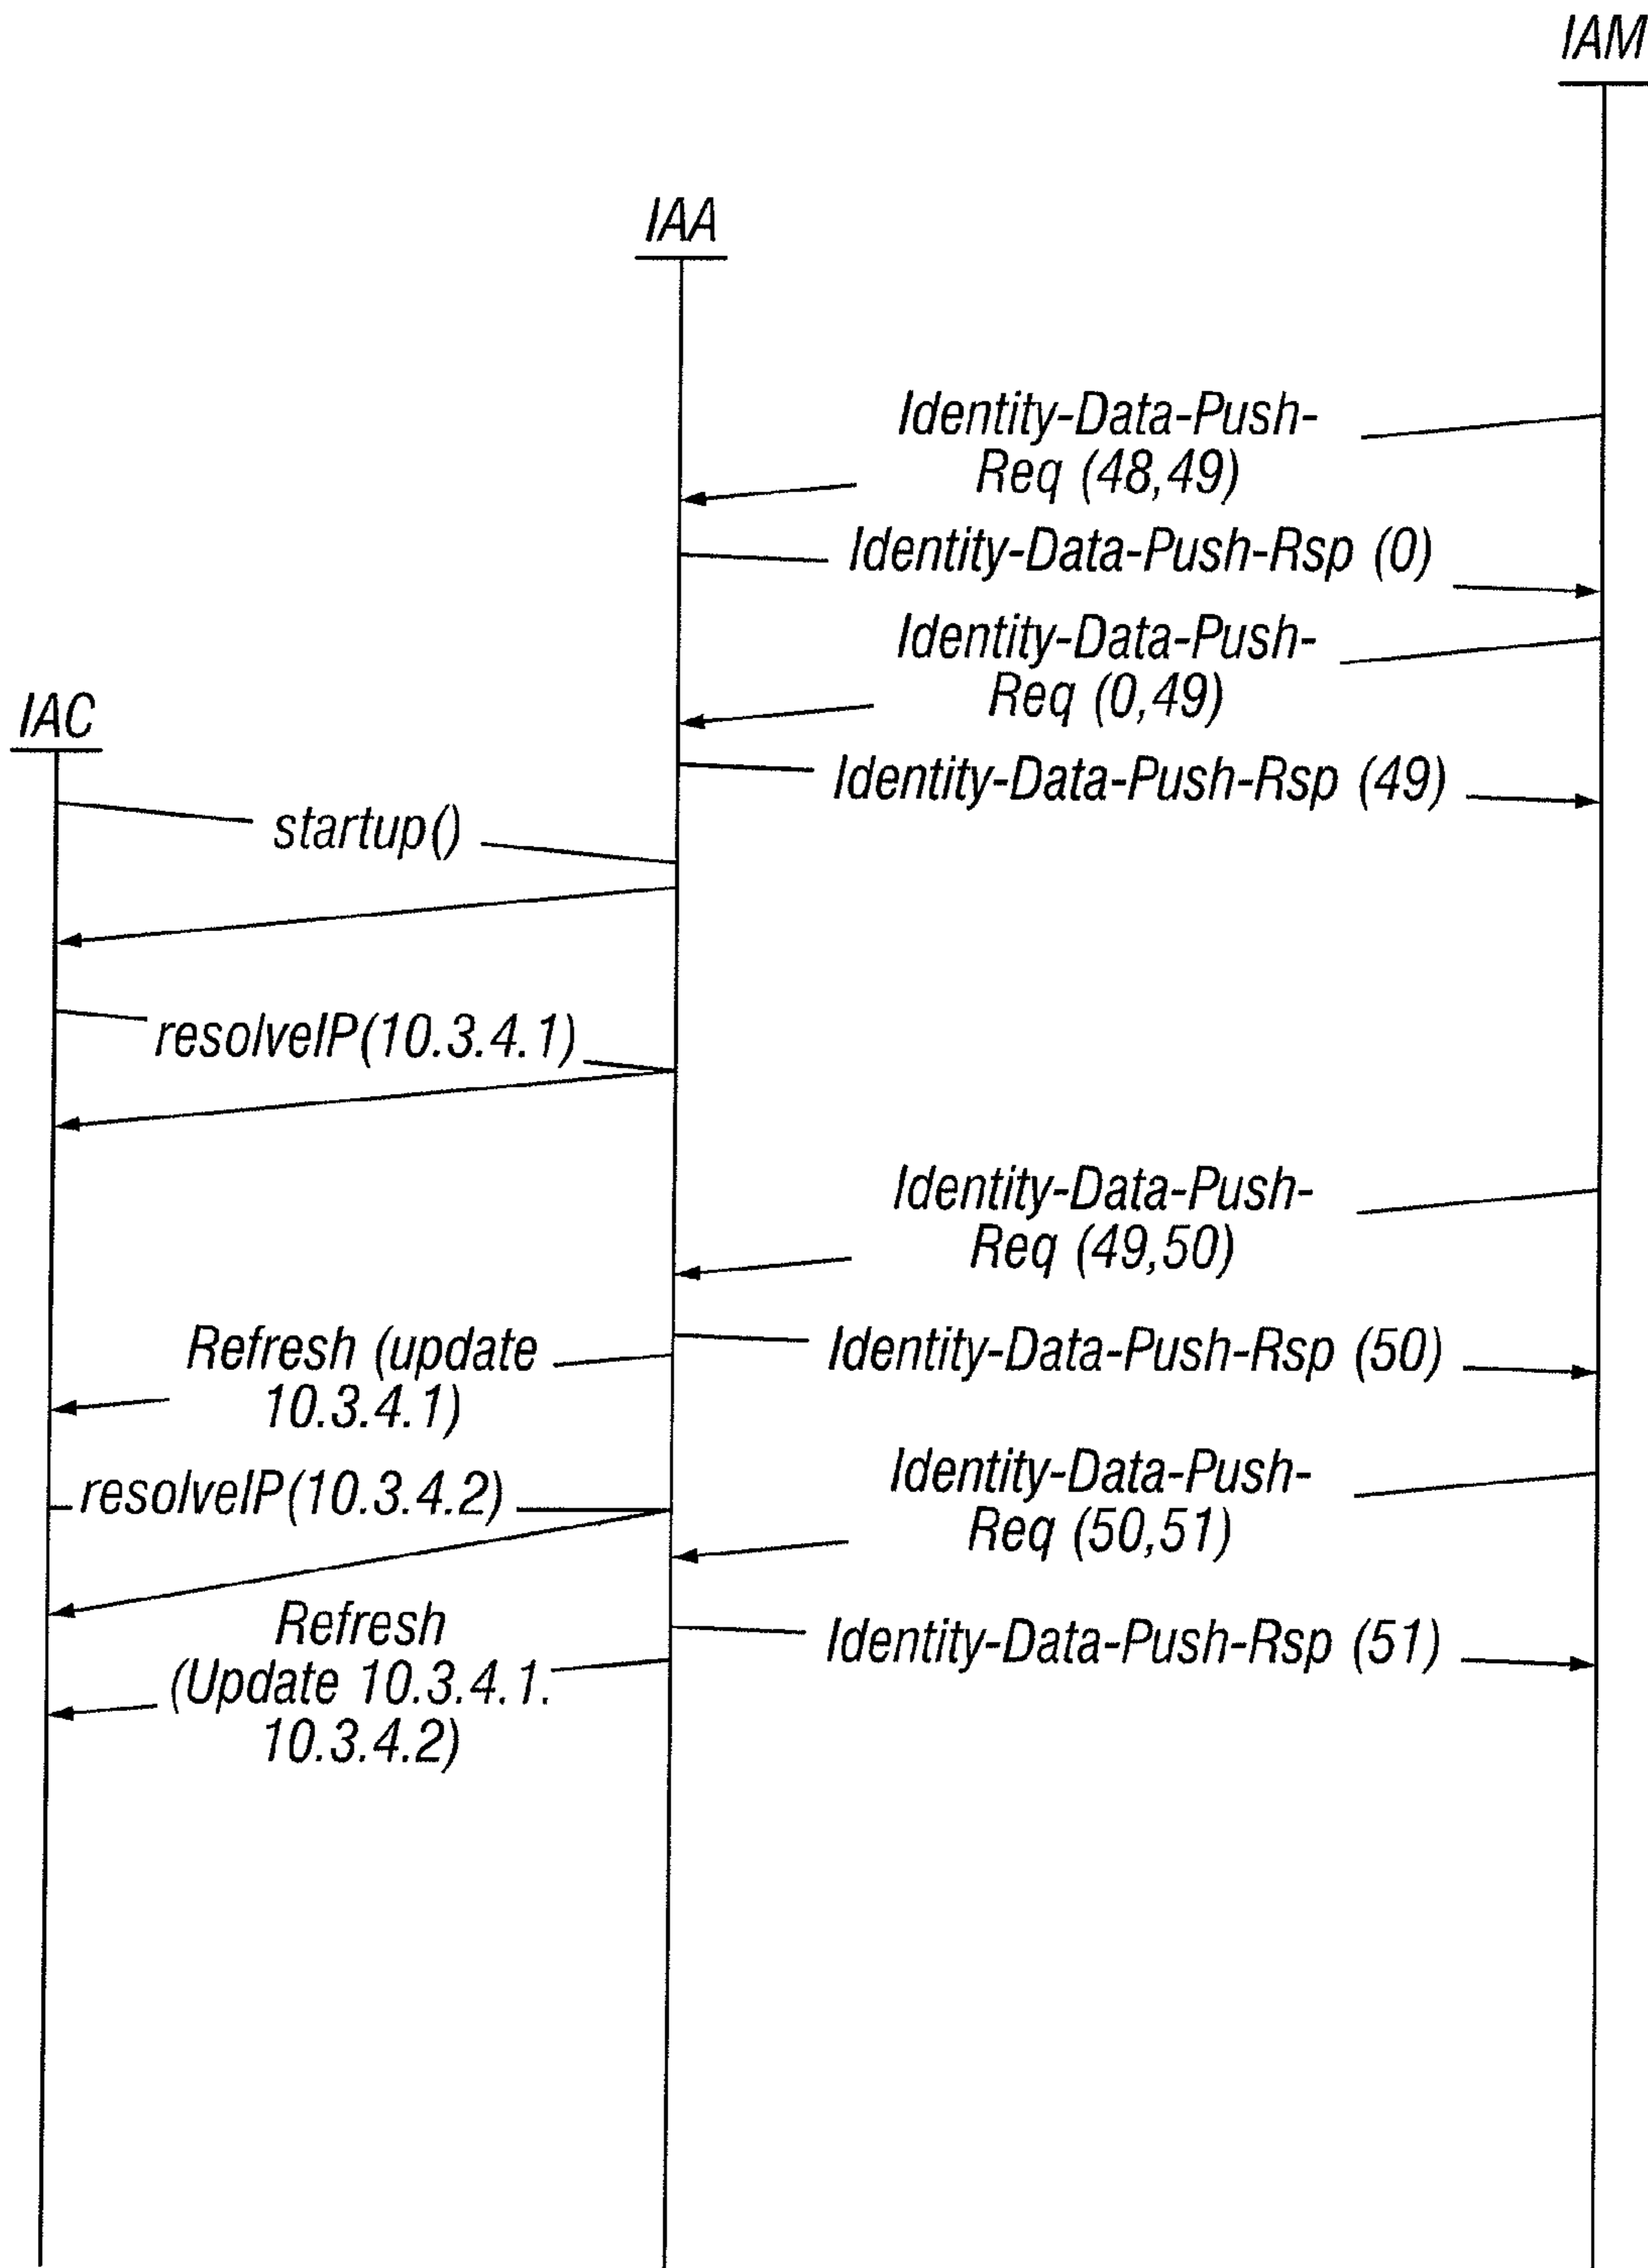 IAM
IAA
Identity-Data-Push-
Req (48,49)
Identity-Data-Push-Rsp (0)
Identity-Data-Push-
Req (0,49)
IAC
Identity-Data-Push-Rsp (49)
startup()
resolveIP(10.3.4.1)
Identity-Data-Push-
Req (49,50)
Refresh (update
10.3.4.1)
Identity-Data-Push-Rsp (50)
resolveIP(10.3.4.2)
Identity-Data-Push-
Req (50,51)
Refresh
(Update 10.3.4.1.
10.3.4.2)
Identity-Data-Push-Rsp (51)